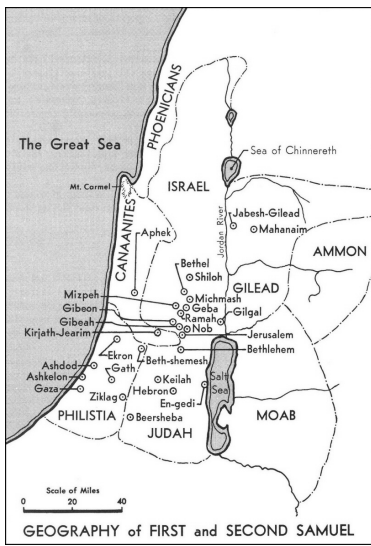 PHOENICIANS
The Great Sea
Sea of Chinnereth
Mt. Carmel
ISRAEL
CANAANITES
Jordan River
Jabesh-Gilead
Mahanaim
Aphek
AMMON
Bethel
Shiloh
GILEAD
Mizpeh
Michmash
Gibeon
Geba
Gilgal
Ramah
Gibeah
Nob
Kirjath-Jearim
Jerusalem
Bethlehem
Ekron
Beth-shemesh
Ashdod
Gath
Keilah
Salt
Sea
Ashkelon
Hebron
Gaza
En-gedi
Ziklag
PHILISTIA
Beersheba
MOAB
JUDAH
Scale of Miles
0 20 40
GEOGRAPHY of FIRST and SECOND SAMUEL